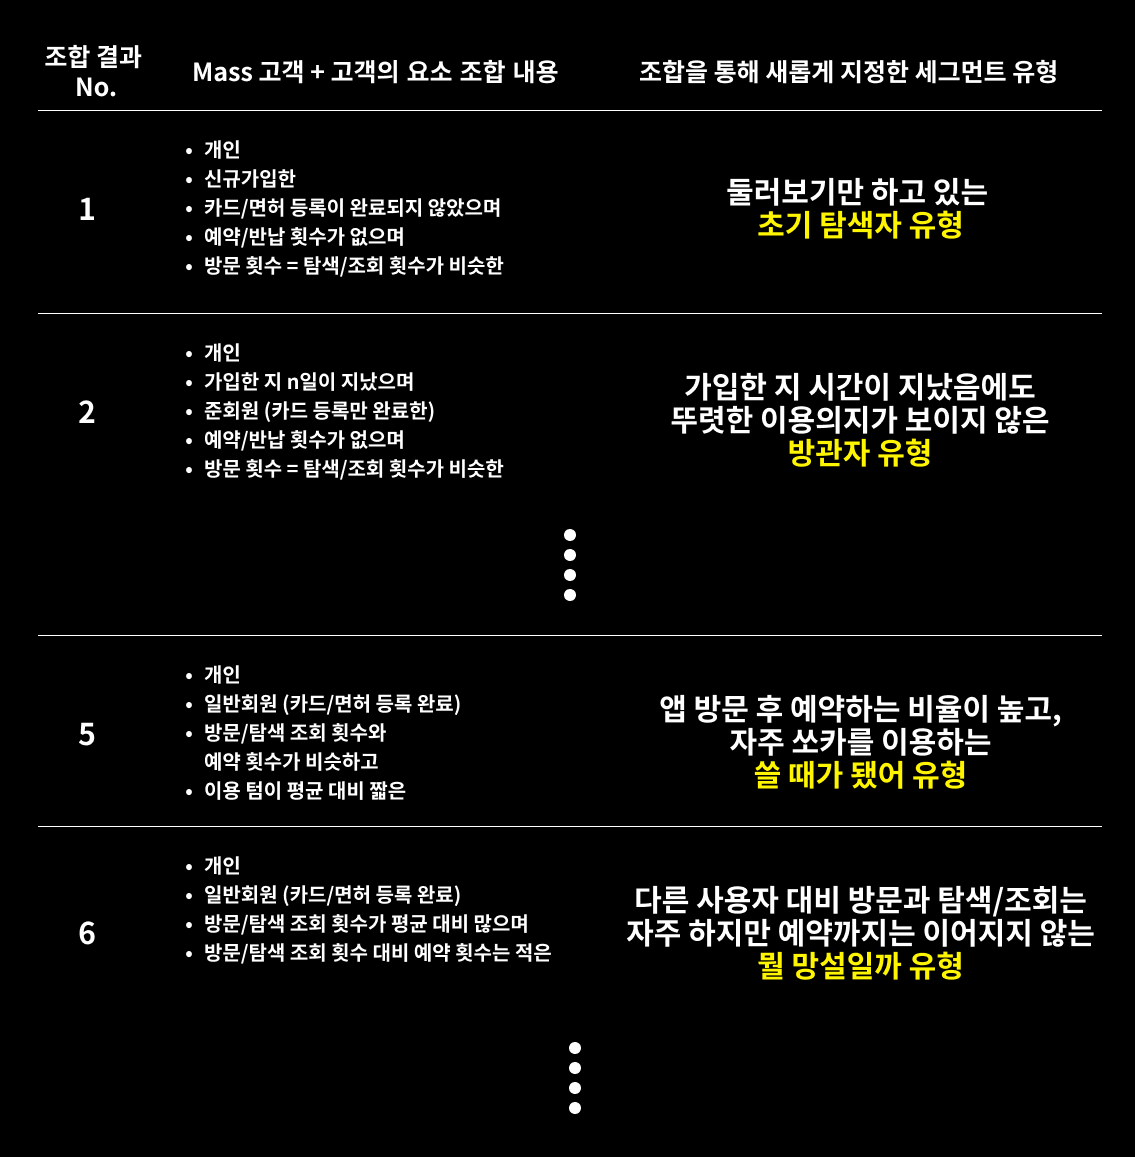 조합 결과
No.
Mass 고객 + 고객의 요소 조합 내용
조합을 통해 새롭게 지정한 세그먼트 유형
1
• 개인
• 신규가입한
• 카드/면허 등록이 완료되지 않았으며
• 예약/반납 횟수가 없으며
• 방문 횟수 = 탐색/조회 횟수가 비슷한
둘러보기만 하고 있는
초기 탐색자 유형
2
• 개인
• 가입한 지 n일이 지났으며
• 준회원 (카드 등록만 완료한)
• 예약/반납 횟수가 없으며
• 방문 횟수 = 탐색/조회 횟수가 비슷한
가입한 지 시간이 지났음에도
뚜렷한 이용의지가 보이지 않은
방관자 유형
5
• 개인
• 일반회원 (카드/면허 등록 완료)
• 방문/탐색 조회 횟수와
예약 횟수가 비슷하고
• 이용 텀이 평균 대비 짧은
앱 방문 후 예약하는 비율이 높고,
자주 쏘카를 이용하는
쓸 때가 됐어 유형
6
• 개인
• 일반회원 (카드/면허 등록 완료)
• 방문/탐색 조회 횟수가 평균 대비 많으며
• 방문/탐색 조회 횟수 대비 예약 횟수는 적은
다른 사용자 대비 방문과 탐색/조회는
자주 하지만 예약까지는 이어지지 않는
뭘 망설일까 유형